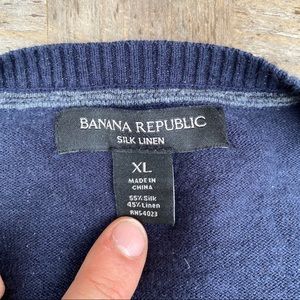 BANANA REPUBLIC
SILK LINEN
XL
MADE IN
CHINA
55% Silk
45% Linen
RN54023